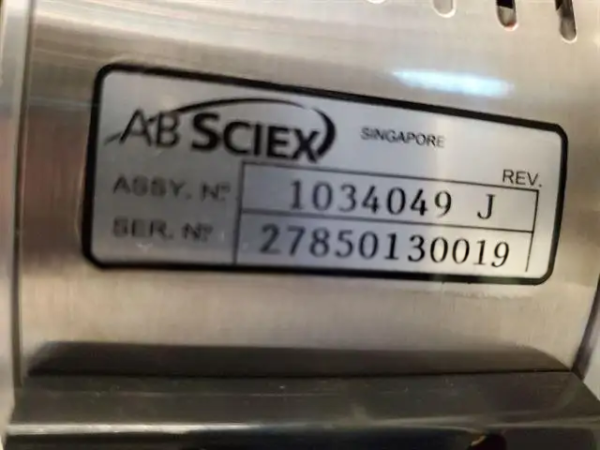 AB SCIEX SINGAPORE
REV.
ASSY. Nº 1034049 J
SER. Nº 27850130019